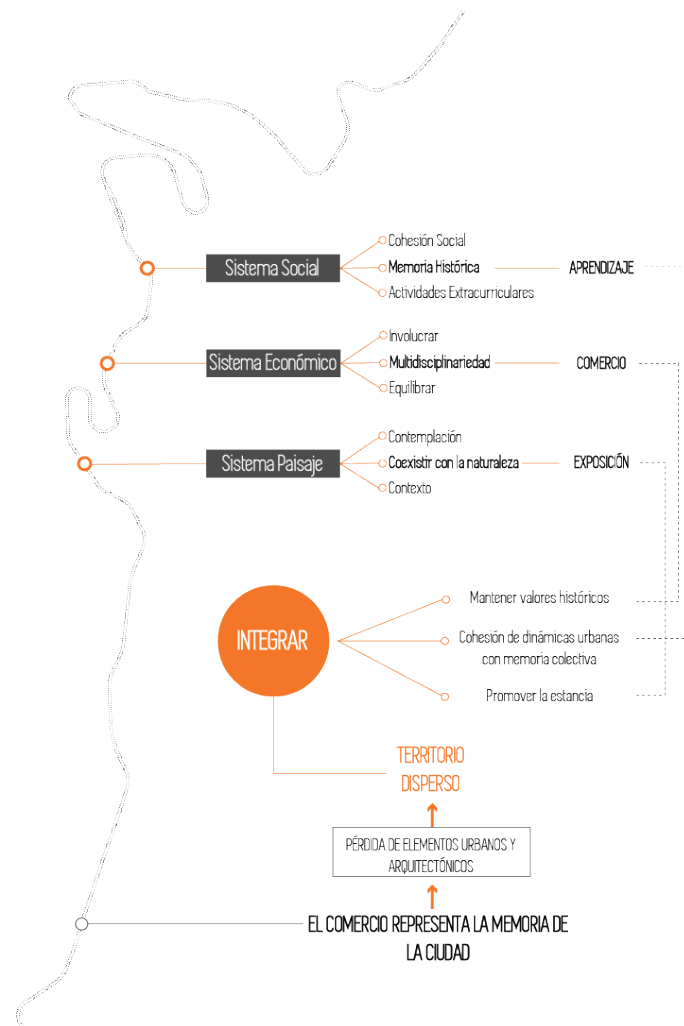 Cohesión Social
Sistema Social
Memoria Histórica
APRENDIZAJE
Actividades Extracurriculares
Involucrar
Sistema Económico
Multidisciplinariedad
COMERCIO
Equilibrar
Contemplación
Sistema Paisaje
Coexistir con la naturaleza
EXPOSICIÓN
Contexto
INTEGRAR
Mantener valores históricos
Cohesión de dinámicas urbanas
con memoria colectiva
Promover la estancia
TERRITORIO
DISPERSO
PÉRDIDA DE ELEMENTOS URBANOS Y
ARQUITECTÓNICOS
EL COMERCIO REPRESENTA LA MEMORIA DE
LA CIUDAD